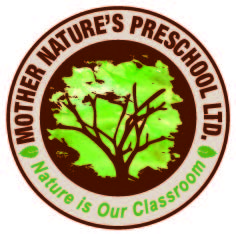 MOTHER NATURE'S PRESCHOOL LTD.
Nature is Our Classroom